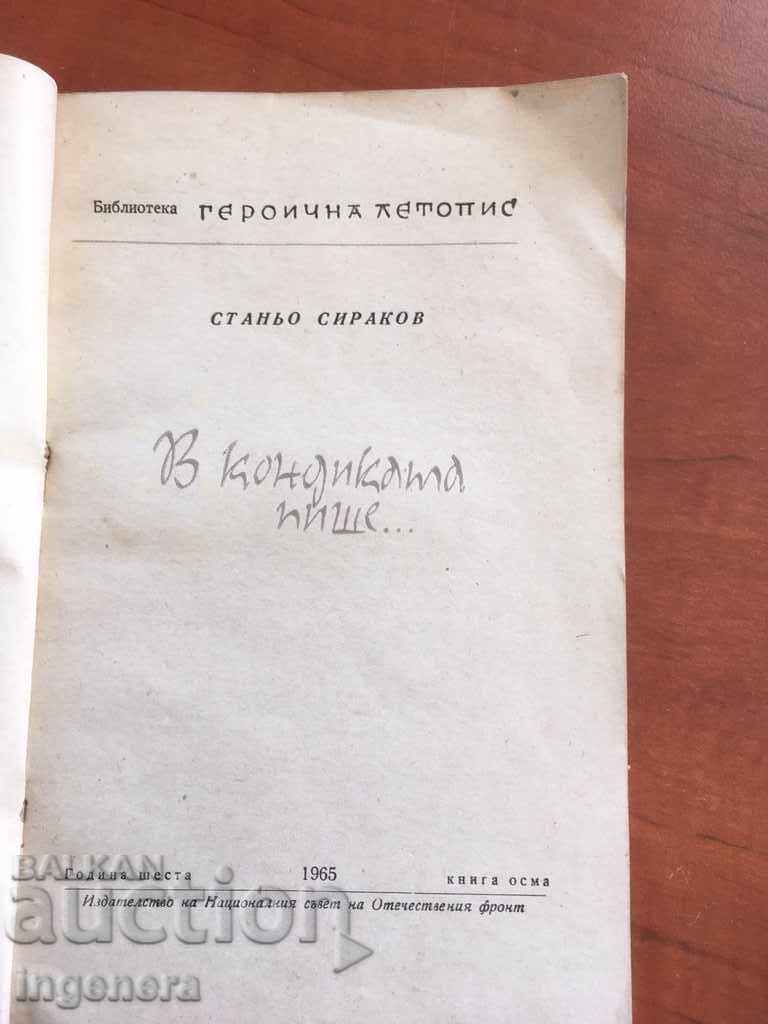 Библиотека ГЕРОИЧНА ЛЕТОПИС
СТАНЬО СИРАКОВ
В кондиката
пише...
Година шеста 1965 книга осма
Издателство на Националния съвет на Отечествения фронт
BALKAN
auction
ingenera